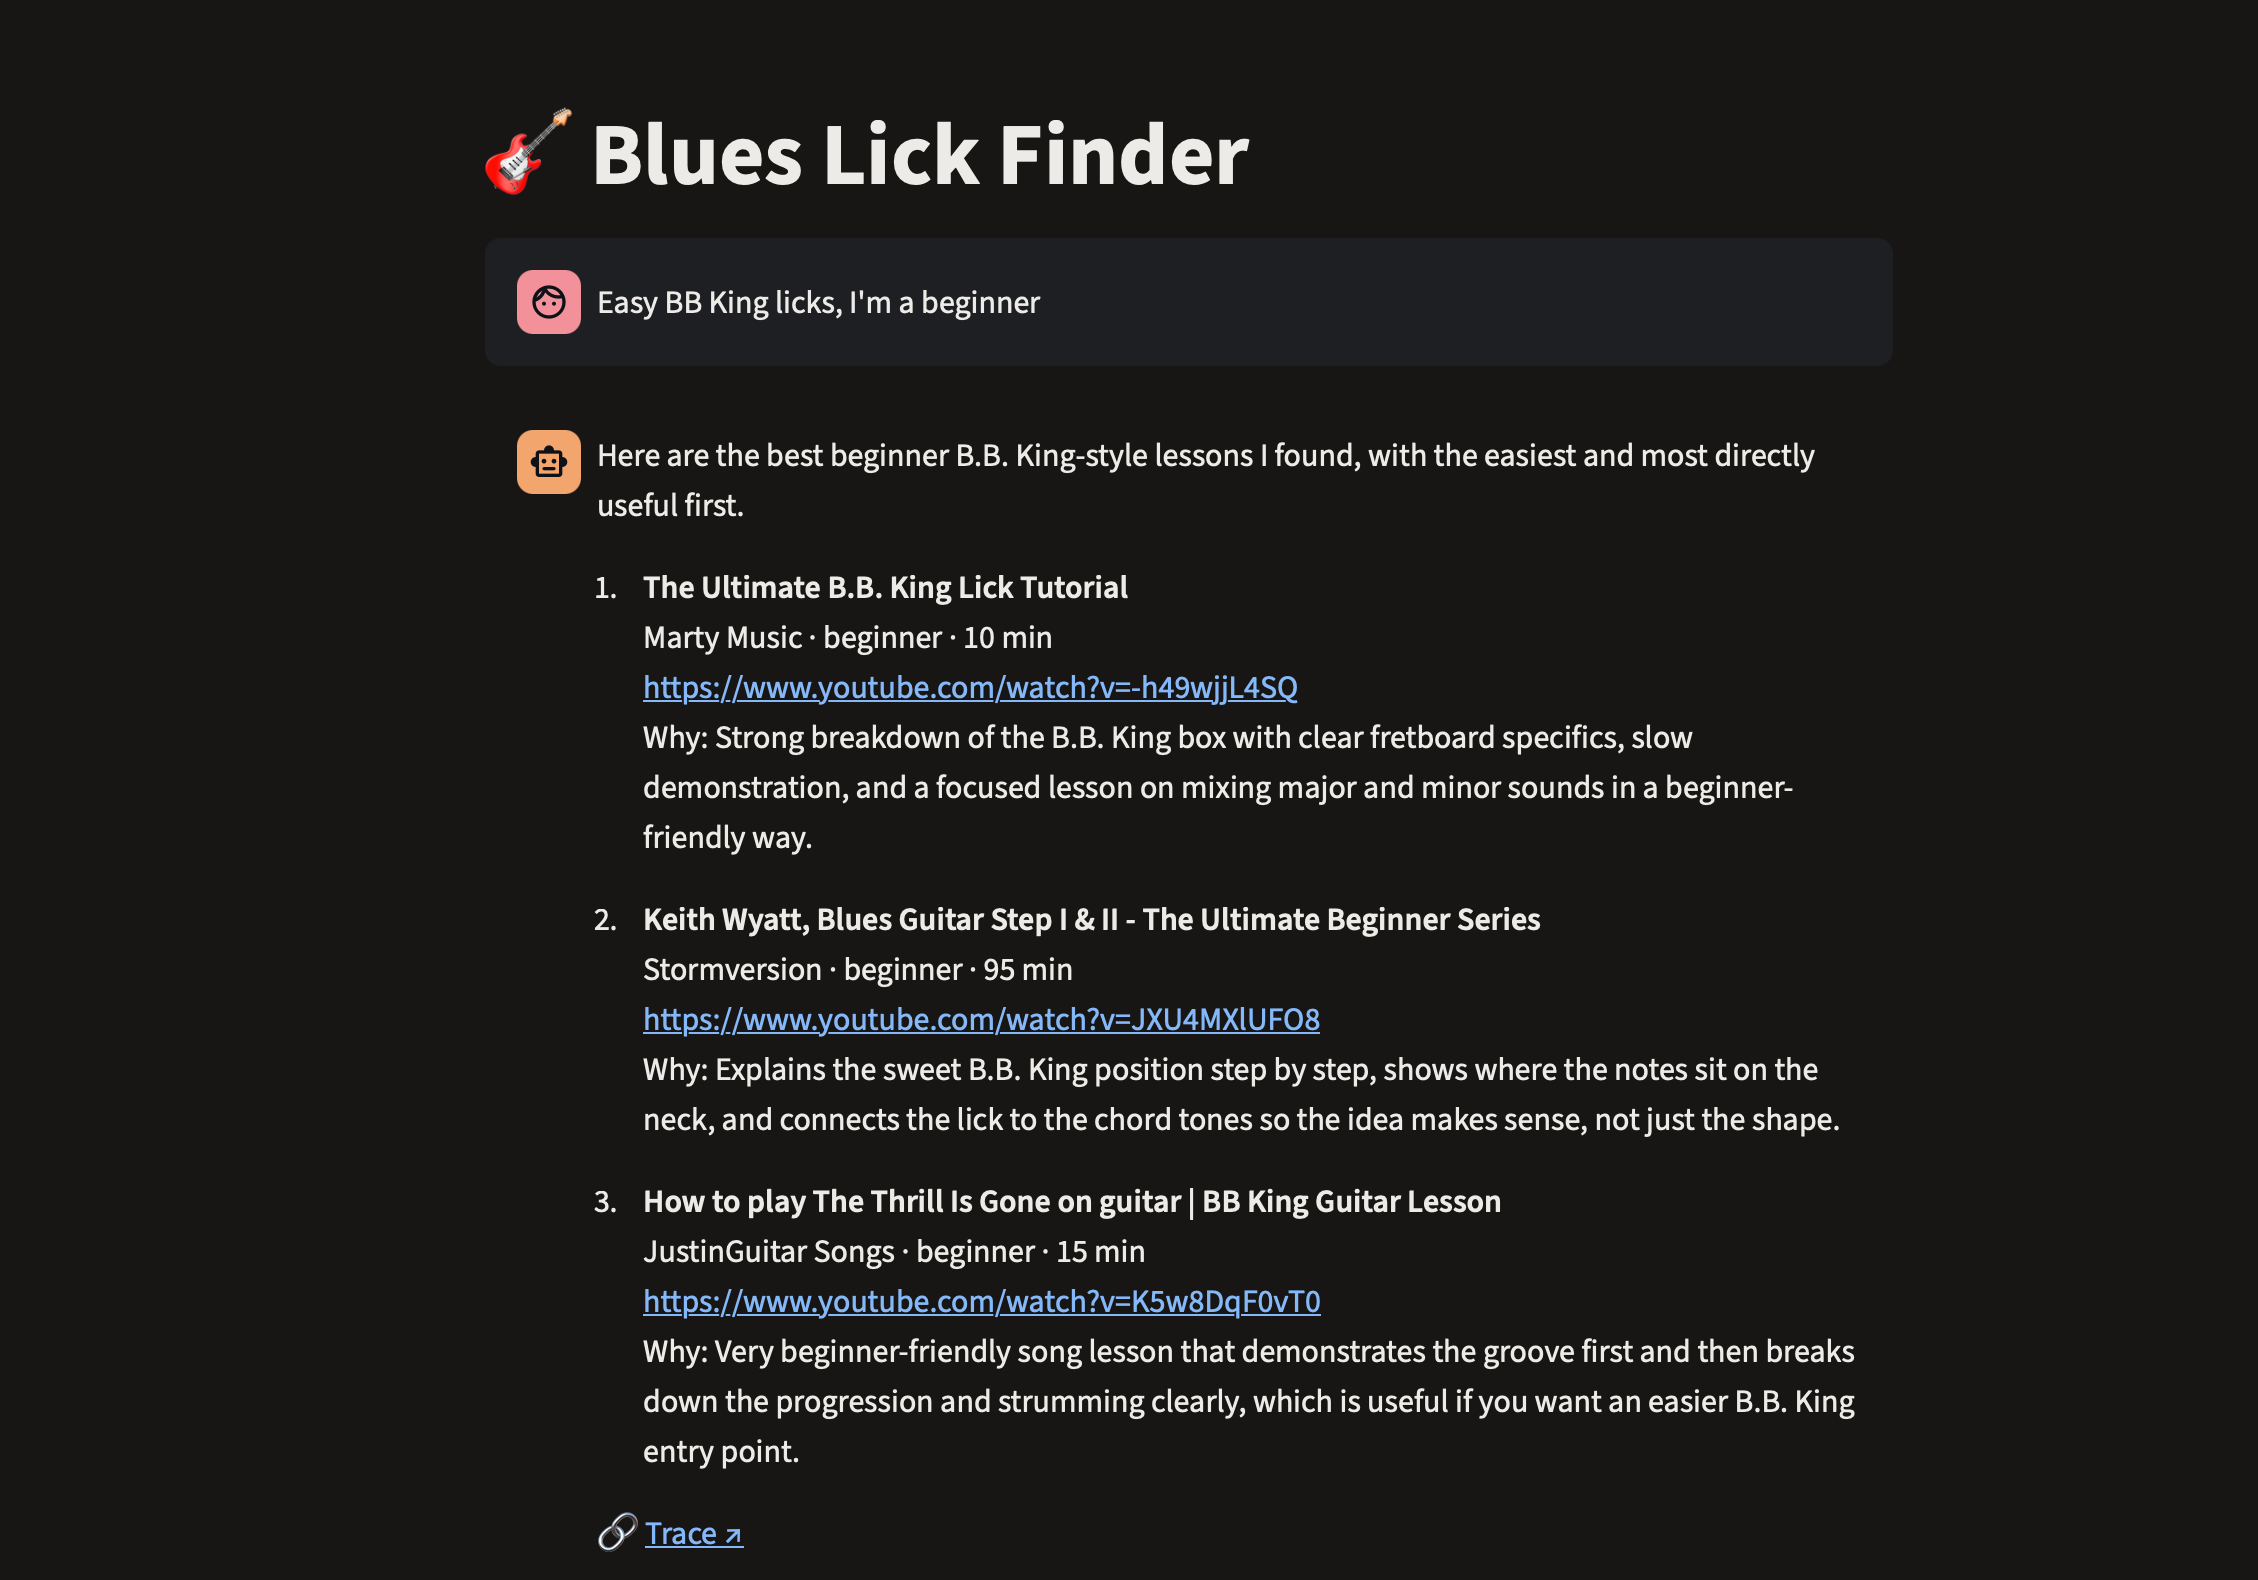 Blues Lick Finder
Easy BB King licks, I'm a beginner
Here are the best beginner B.B. King-style lessons I found, with the easiest and most directly
useful first.
1. The Ultimate B.B. King Lick Tutorial
Marty Music · beginner · 10 min
https://www.youtube.com/watch?v=-h49wjjL4SQ
Why: Strong breakdown of the B.B. King box with clear fretboard specifics, slow
demonstration, and a focused lesson on mixing major and minor sounds in a beginner-
friendly way.
2. Keith Wyatt, Blues Guitar Step I & II - The Ultimate Beginner Series
Stormversion · beginner · 95 min
https://www.youtube.com/watch?v=JXU4MXlUFO8
Why: Explains the sweet B.B. King position step by step, shows where the notes sit on the
neck, and connects the lick to the chord tones so the idea makes sense, not just the shape.
3. How to play The Thrill Is Gone on guitar | BB King Guitar Lesson
JustinGuitar Songs · beginner · 15 min
https://www.youtube.com/watch?v=K5w8DqF0vT0
Why: Very beginner-friendly song lesson that demonstrates the groove first and then breaks
down the progression and strumming clearly, which is useful if you want an easier B.B. King
entry point.
Trace ↗